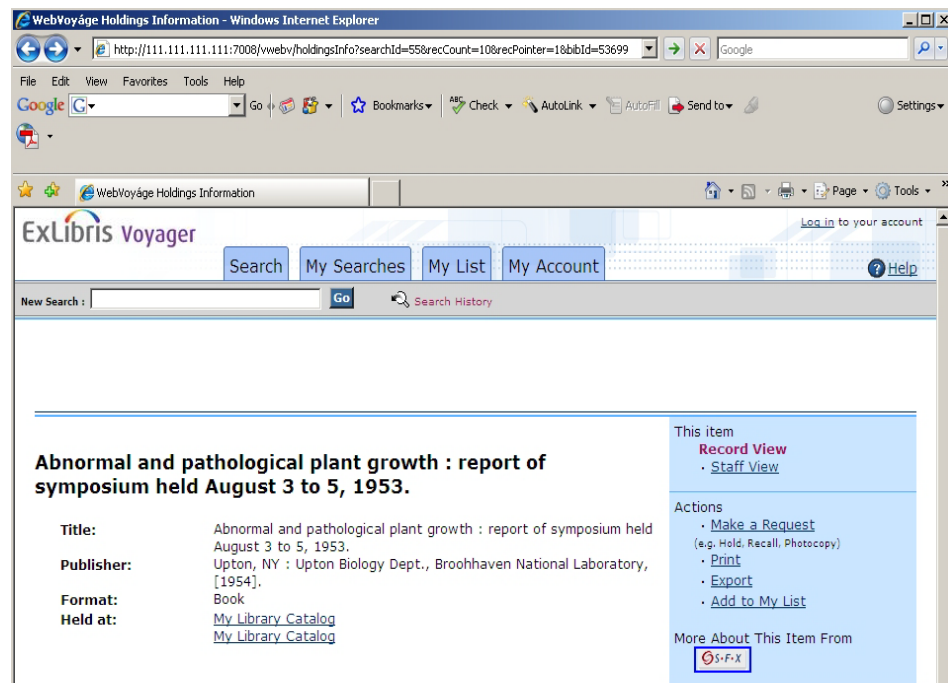 WebVoyáge Holdings Information - Windows Internet Explorer
http://111.111.111.111:7008/vwebv/holdingsInfo?searchId=55&recCount=10&recPointer=1&bibId=53699
Google
File Edit View Favorites Tools Help
Google G Go Bookmarks ABC Check AutoLink AutoFill Send to Settings
WebVoyáge Holdings Information
Page Tools »
ExLibris Voyager
Log in to your account
Search My Searches My List My Account
? Help
New Search : Go Search History
Abnormal and pathological plant growth : report of
symposium held August 3 to 5, 1953.
Title: Abnormal and pathological plant growth : report of symposium held
August 3 to 5, 1953.
Publisher: Upton, NY : Upton Biology Dept., Broohhaven National Laboratory,
[1954].
Format: Book
Held at: My Library Catalog
My Library Catalog
This item
Record View
· Staff View
Actions
· Make a Request
(e.g. Hold, Recall, Photocopy)
· Print
· Export
· Add to My List
More About This Item From
S·F·X